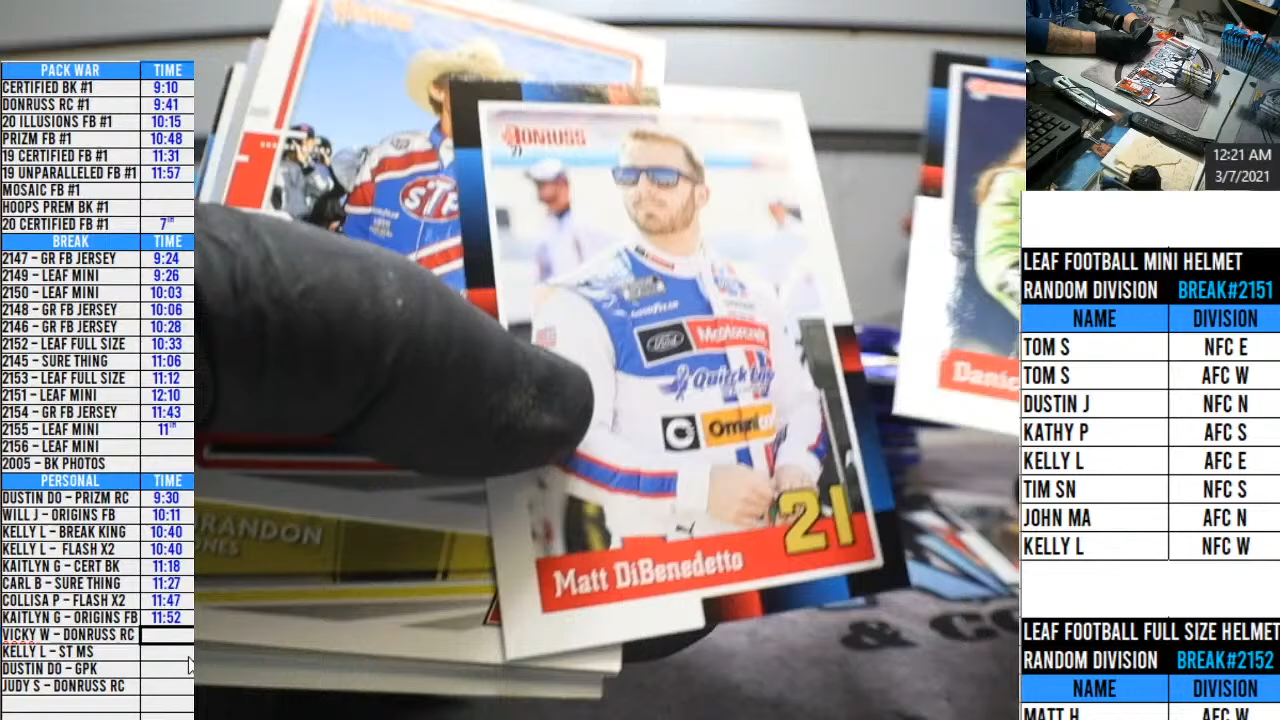 PACK WAR TIME
CERTIFIED BK #1 9:10
DONRUSS RC #1 9:41
20 ILLUSIONS FB #1 10:15
PRIZM FB #1 10:48
19 CERTIFIED FB #1 11:31
19 UNPARALLELED FB #1 11:57
MOSAIC FB #1
HOOPS PREM BK #1
20 CERTIFIED FB #1 7TH
BREAK TIME
2147 – GR FB JERSEY 9:24
2149 – LEAF MINI 9:26
2150 – LEAF MINI 10:03
2148 – GR FB JERSEY 10:06
2146 – GR FB JERSEY 10:28
2152 – LEAF FULL SIZE 10:33
2145 – SURE THING 11:06
2153 – LEAF FULL SIZE 11:12
2151 – LEAF MINI 12:10
2154 – GR FB JERSEY 11:43
2155 – LEAF MINI 11TH
2156 – LEAF MINI
2005 – BK PHOTOS
PERSONAL TIME
DUSTIN DO – PRIZM RC 9:30
WILL J – ORIGINS FB 10:11
KELLY L – BREAK KING 10:40
KELLY L – FLASH X2 10:40
KAITLYN G – CERT BK 11:18
CARL B – SURE THING 11:27
COLLISA P – FLASH X2 11:47
KAITLYN G – ORIGINS FB 11:52
VICKY W – DONRUSS RC
KELLY L – ST MS
DUSTIN DO – GPK
JUDY S – DONRUSS RC
STP
Donruss
GOODYEAR
Ford Motorcraft
Quick Lane
C Omni
21
Matt DiBenedetto
Danic
BRANDON
JONES
& CO
12:21 AM
3/7/2021
LEAF FOOTBALL MINI HELMET
RANDOM DIVISION BREAK#2151
NAME DIVISION
TOM S NFC E
TOM S AFC W
DUSTIN J NFC N
KATHY P AFC S
KELLY L AFC E
TIM SN NFC S
JOHN MA AFC N
KELLY L NFC W
LEAF FOOTBALL FULL SIZE HELMET
RANDOM DIVISION BREAK#2152
NAME DIVISION
MATT H AFC W